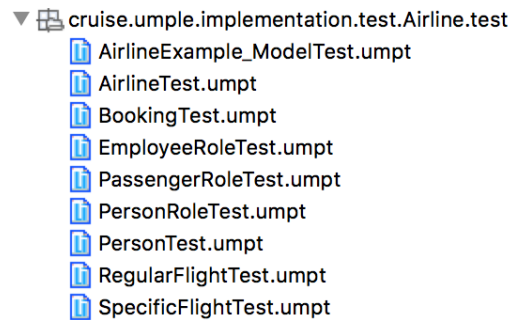 cruise.umple.implementation.test.Airline.test
AirlineExample_ModelTest.umpt
AirlineTest.umpt
BookingTest.umpt
EmployeeRoleTest.umpt
PassengerRoleTest.umpt
PersonRoleTest.umpt
PersonTest.umpt
RegularFlightTest.umpt
SpecificFlightTest.umpt